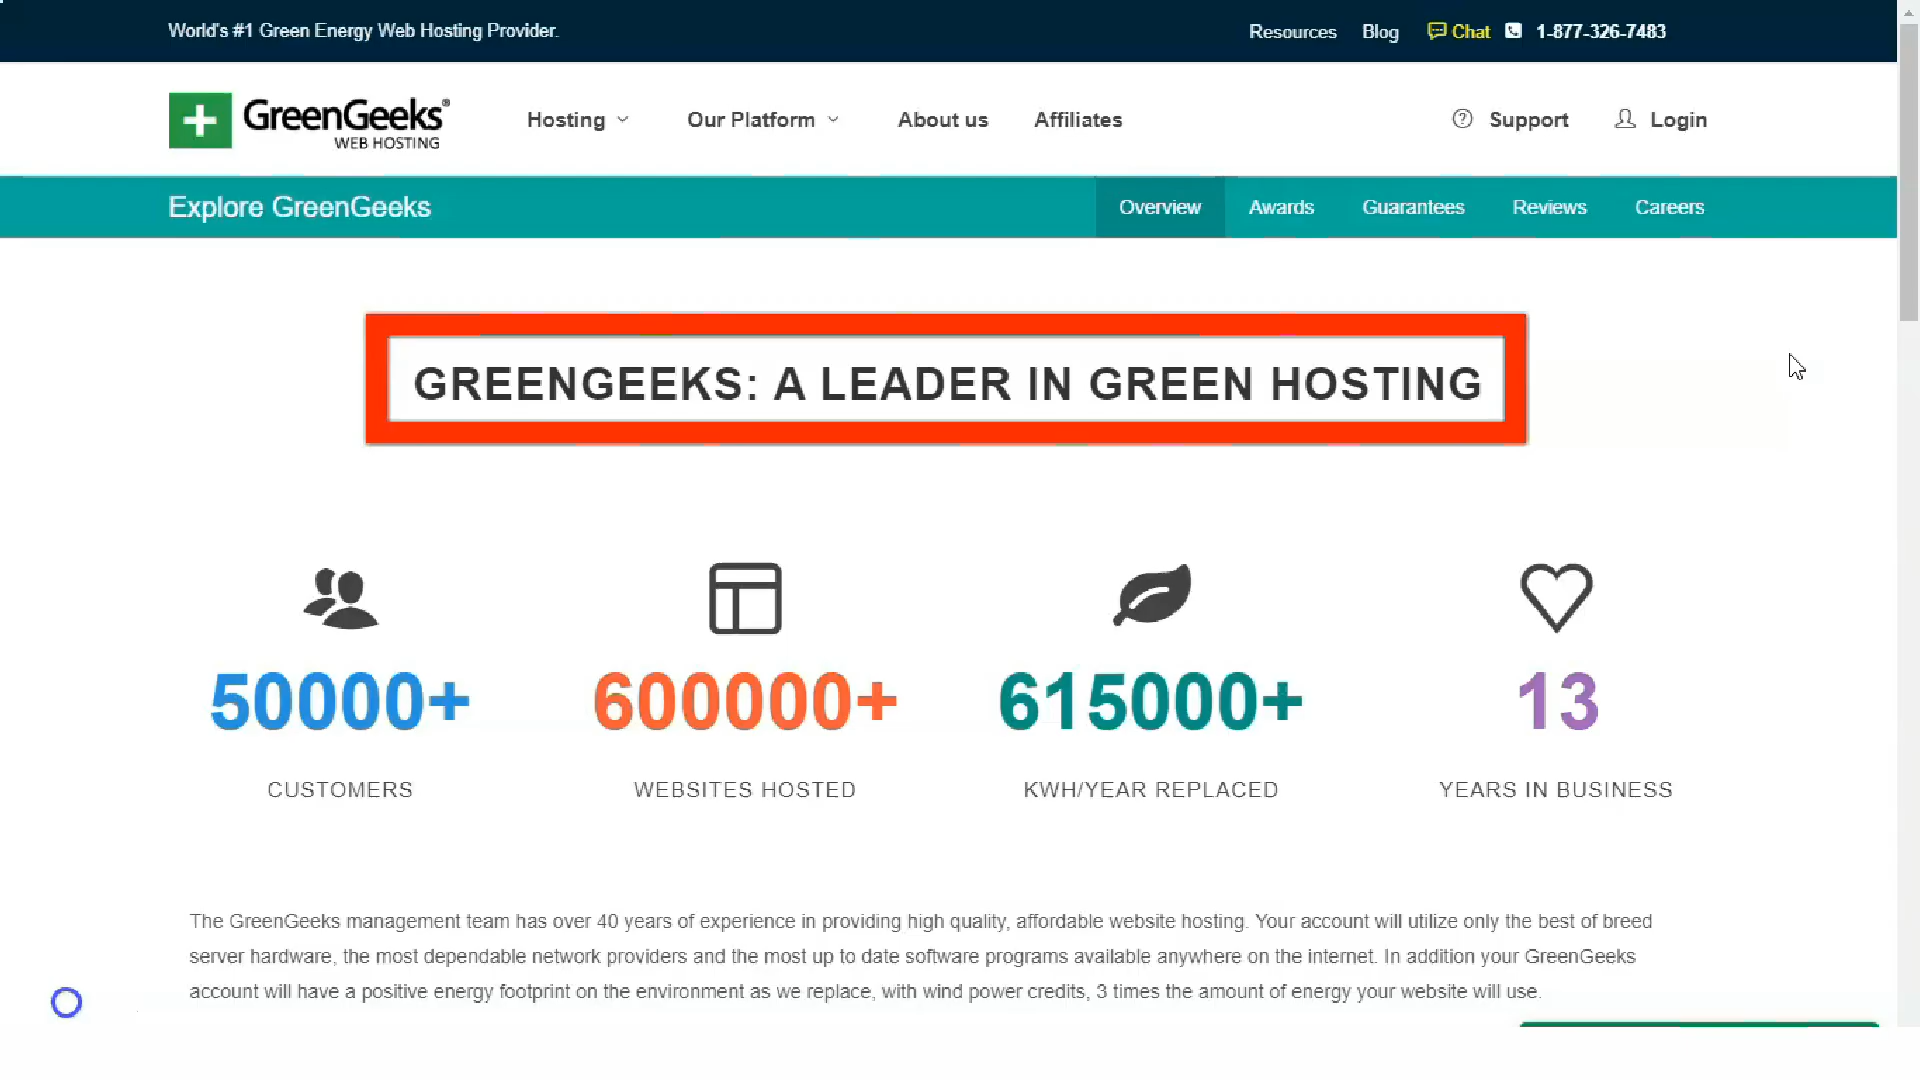 World's #1 Green Energy Web Hosting Provider.
Resources Blog Chat 1-877-326-7483
GreenGeeks®
WEB HOSTING
Hosting Our Platform About us Affiliates Support Login
Explore GreenGeeks Overview Awards Guarantees Reviews Careers
GREENGEEKS: A LEADER IN GREEN HOSTING
50000+ 600000+ 615000+ 13
CUSTOMERS WEBSITES HOSTED KWH/YEAR REPLACED YEARS IN BUSINESS
The GreenGeeks management team has over 40 years of experience in providing high quality, affordable website hosting. Your account will utilize only the best of breed
server hardware, the most dependable network providers and the most up to date software programs available anywhere on the internet. In addition your GreenGeeks
account will have a positive energy footprint on the environment as we replace, with wind power credits, 3 times the amount of energy your website will use.